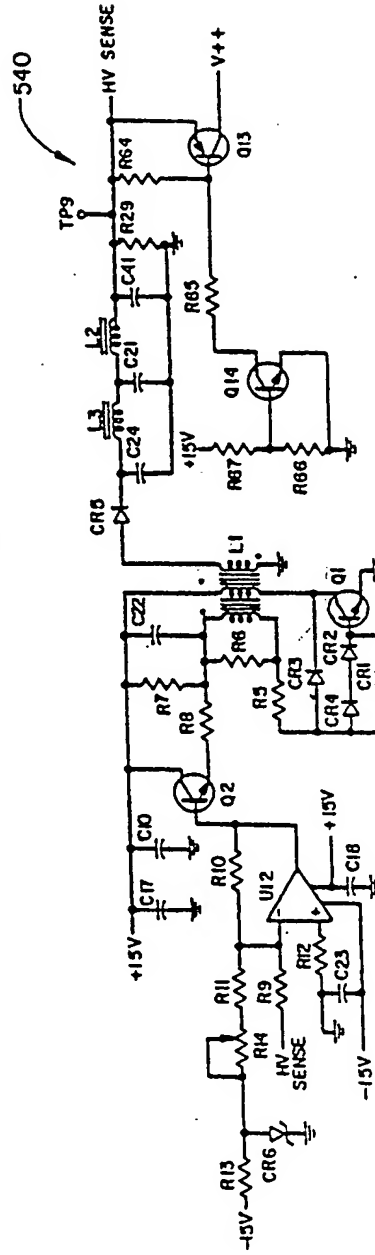 540
HV SENSE
TP9
R64
R29
C41
L2
C21
L3
C24
CR5
Q13
V++
R65
Q14
+15V
R67
R66
L1
C22
R7
R6
R8
R5
CR3
Q1
CR2
CR4
CR1
Q2
+15V
C10
C17
R10
U12
-
+
+15V
C18
R11
R9
R12
C23
R14
HV
SENSE
-15V
R13
CR6
-15V